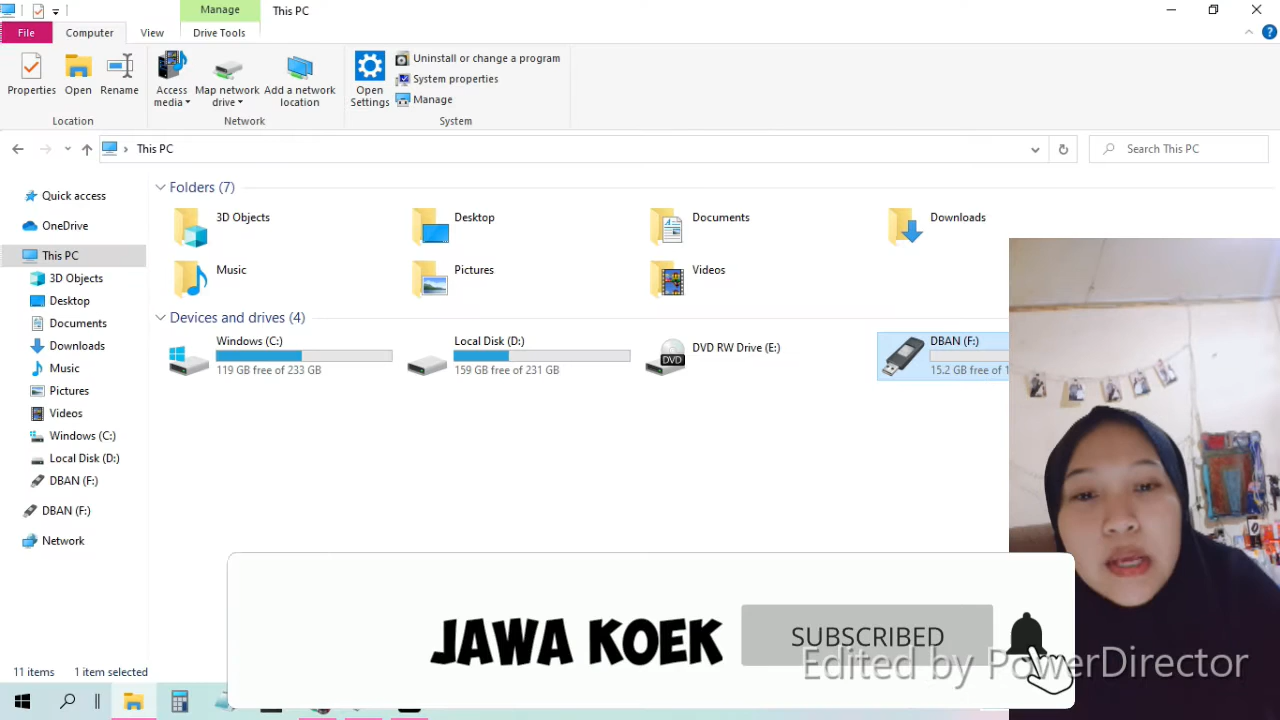 Manage
This PC
File
Computer
View
Drive Tools
Properties
Open
Rename
Access media
Map network drive
Add a network location
Open Settings
Uninstall or change a program
System properties
Manage
Location
Network
System
This PC
Search This PC
Quick access
OneDrive
This PC
3D Objects
Desktop
Documents
Downloads
Music
Pictures
Videos
Windows (C:)
Local Disk (D:)
DBAN (F:)
DBAN (F:)
Network
Folders (7)
3D Objects
Desktop
Documents
Downloads
Music
Pictures
Videos
Devices and drives (4)
Windows (C:)
119 GB free of 233 GB
Local Disk (D:)
159 GB free of 231 GB
DVD RW Drive (E:)
DVD
DBAN (F:)
15.2 GB free of
JAWA KOEK
SUBSCRIBED
Edited by PowerDirector
11 items
1 item selected